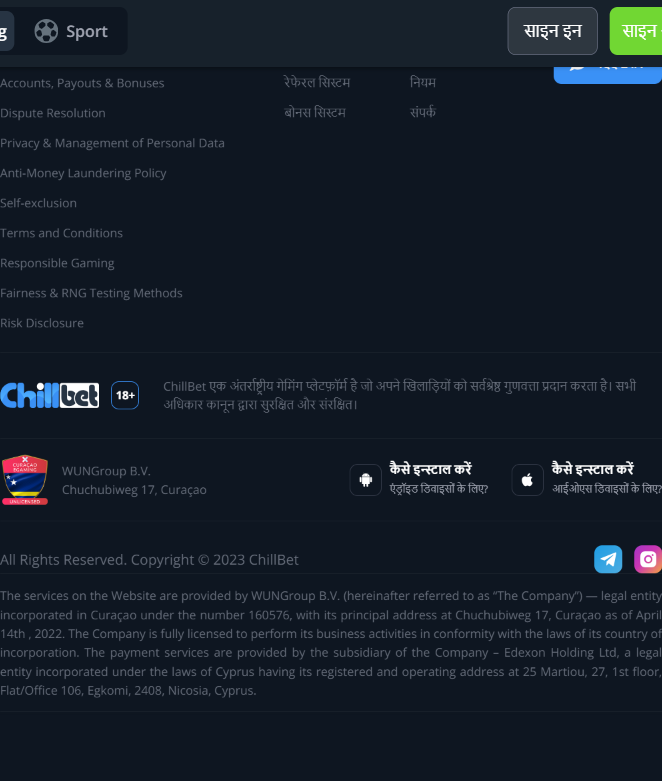 g Sport साइन इन साइन
Accounts, Payouts & Bonuses रेफेरल सिस्टम नियम
Dispute Resolution बोनस सिस्टम संपर्क
Privacy & Management of Personal Data
Anti-Money Laundering Policy
Self-exclusion
Terms and Conditions
Responsible Gaming
Fairness & RNG Testing Methods
Risk Disclosure
Chillbet 18+ ChillBet एक अंतर्राष्ट्रीय गेमिंग प्लेटफ़ॉर्म है जो अपने खिलाड़ियों को सर्वश्रेष्ठ गुणवत्ता प्रदान करता है। सभी
अधिकार कानून द्वारा सुरक्षित और संरक्षित।
CURAÇAO
EGAMING
UNLICENSED
WUNGroup B.V.
Chuchubiweg 17, Curaçao
कैसे इन्स्टाल करें
एंड्रॉइड डिवाइसों के लिए?
कैसे इन्स्टाल करें
आईओएस डिवाइसों के लिए?
All Rights Reserved. Copyright © 2023 ChillBet
The services on the Website are provided by WUNGroup B.V. (hereinafter referred to as “The Company”) — legal entity
incorporated in Curaçao under the number 160576, with its principal address at Chuchubiweg 17, Curaçao as of April
14th , 2022. The Company is fully licensed to perform its business activities in conformity with the laws of its country of
incorporation. The payment services are provided by the subsidiary of the Company – Edexon Holding Ltd, a legal
entity incorporated under the laws of Cyprus having its registered and operating address at 25 Martiou, 27, 1st floor,
Flat/Office 106, Egkomi, 2408, Nicosia, Cyprus.